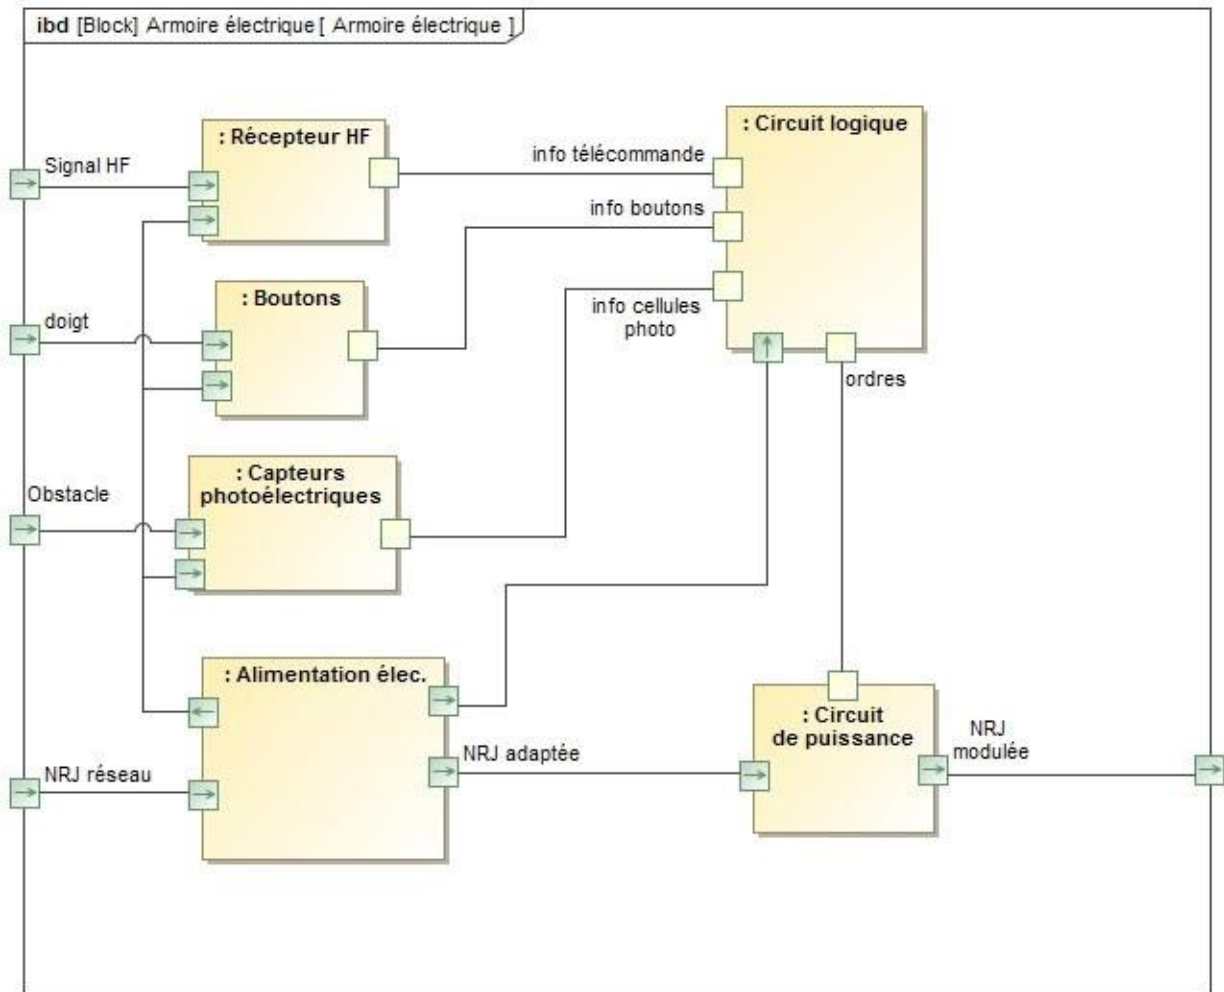 ibd [Block] Armoire électrique [ Armoire électrique ]
: Récepteur HF
: Circuit logique
Signal HF
info télécommande
info boutons
: Boutons
doigt
info cellules
photo
ordres
: Capteurs
photoélectriques
Obstacle
: Alimentation élec.
: Circuit
de puissance
NRJ adaptée
NRJ
modulée
NRJ réseau